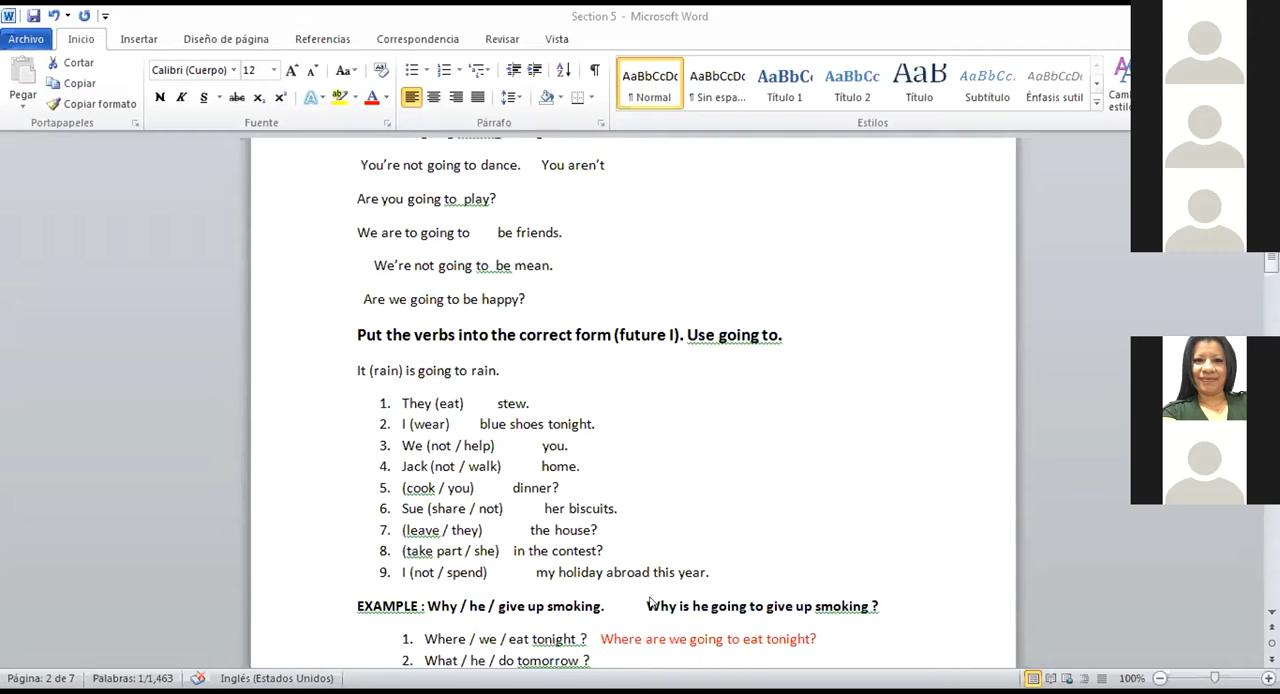 Section 5 - Microsoft Word
Archivo Inicio Insertar Diseño de página Referencias Correspondencia Revisar Vista
Pegar
Cortar
Copiar
Copiar formato
Portapapeles
Calibri (Cuerpo) 12
N K S abc x₂ x² A A
Fuente
Párrafo
AaBbCcDc AaBbCcDc AaBbC AaBbCc AaB AaBbCc AaBbCcDc
¶ Normal ¶ Sin espa... Título 1 Título 2 Título Subtítulo Énfasis sutil
Estilos
You're not going to dance. You aren't
Are you going to play?
We are to going to be friends.
We're not going to be mean.
Are we going to be happy?
Put the verbs into the correct form (future I). Use going to.
It (rain) is going to rain.
1. They (eat) stew.
2. I (wear) blue shoes tonight.
3. We (not / help) you.
4. Jack (not / walk) home.
5. (cook / you) dinner?
6. Sue (share / not) her biscuits.
7. (leave / they) the house?
8. (take part / she) in the contest?
9. I (not / spend) my holiday abroad this year.
EXAMPLE : Why / he / give up smoking. Why is he going to give up smoking ?
1. Where / we / eat tonight ? Where are we going to eat tonight?
2. What / he / do tomorrow ?
Página: 2 de 7 Palabras: 1/1,463 Inglés (Estados Unidos) 100%